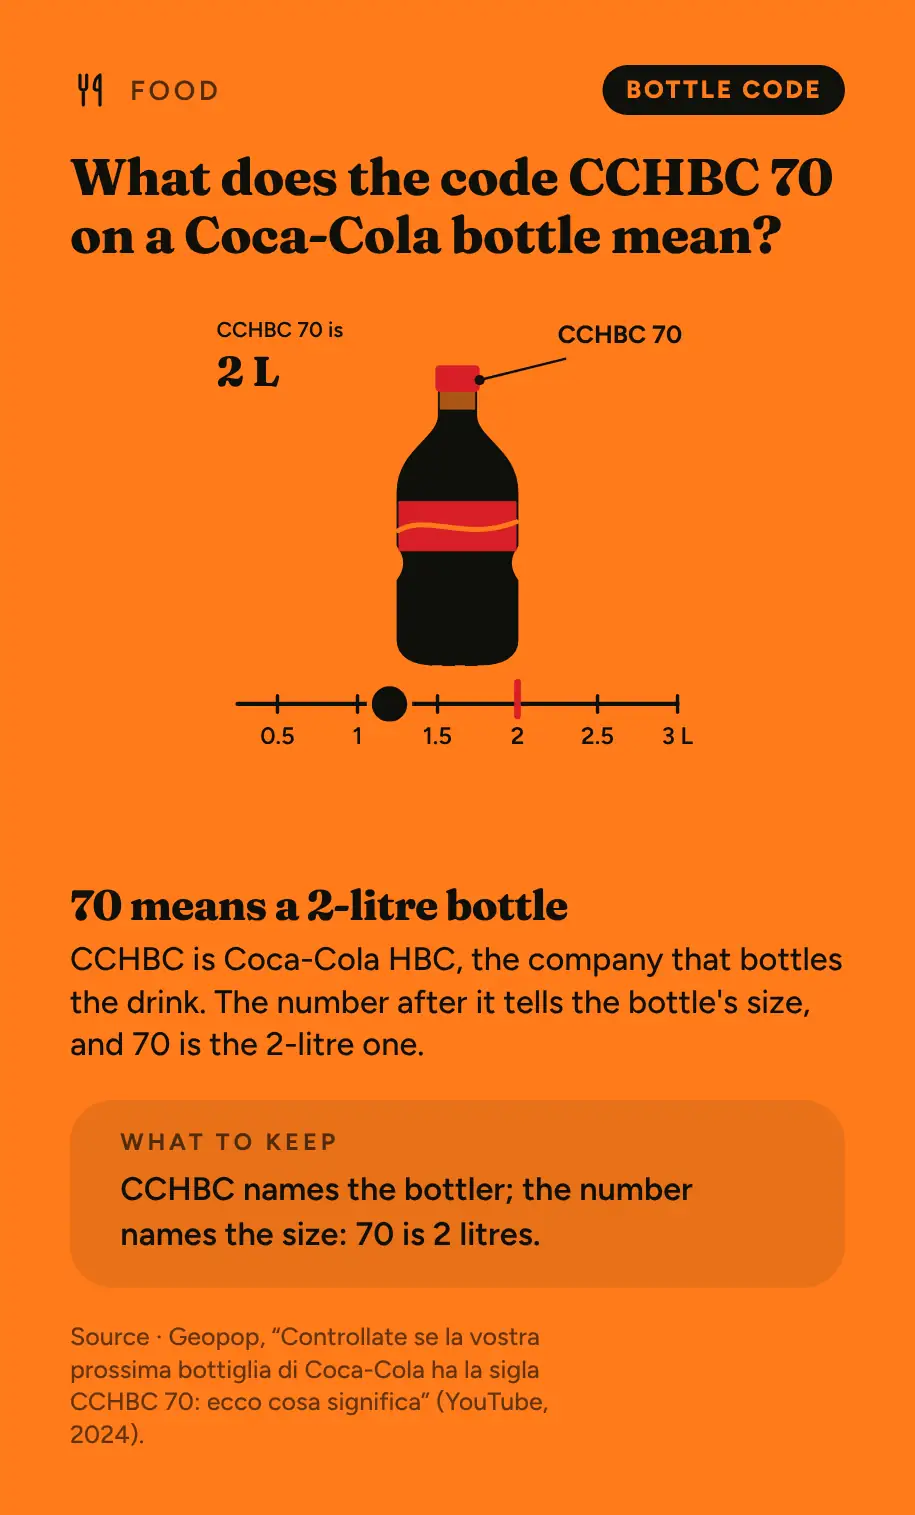 FOOD
BOTTLE CODE
What does the code CCHBC 70
on a Coca-Cola bottle mean?
CCHBC 70 is
2 L
CCHBC 70
0.5 1 1.5 2 2.5 3 L
70 means a 2-litre bottle
CCHBC is Coca-Cola HBC, the company that bottles
the drink. The number after it tells the bottle's size,
and 70 is the 2-litre one.
WHAT TO KEEP
CCHBC names the bottler; the number
names the size: 70 is 2 litres.
Source · Geopop, “Controllate se la vostra
prossima bottiglia di Coca-Cola ha la sigla
CCHBC 70: ecco cosa significa” (YouTube,
2024).